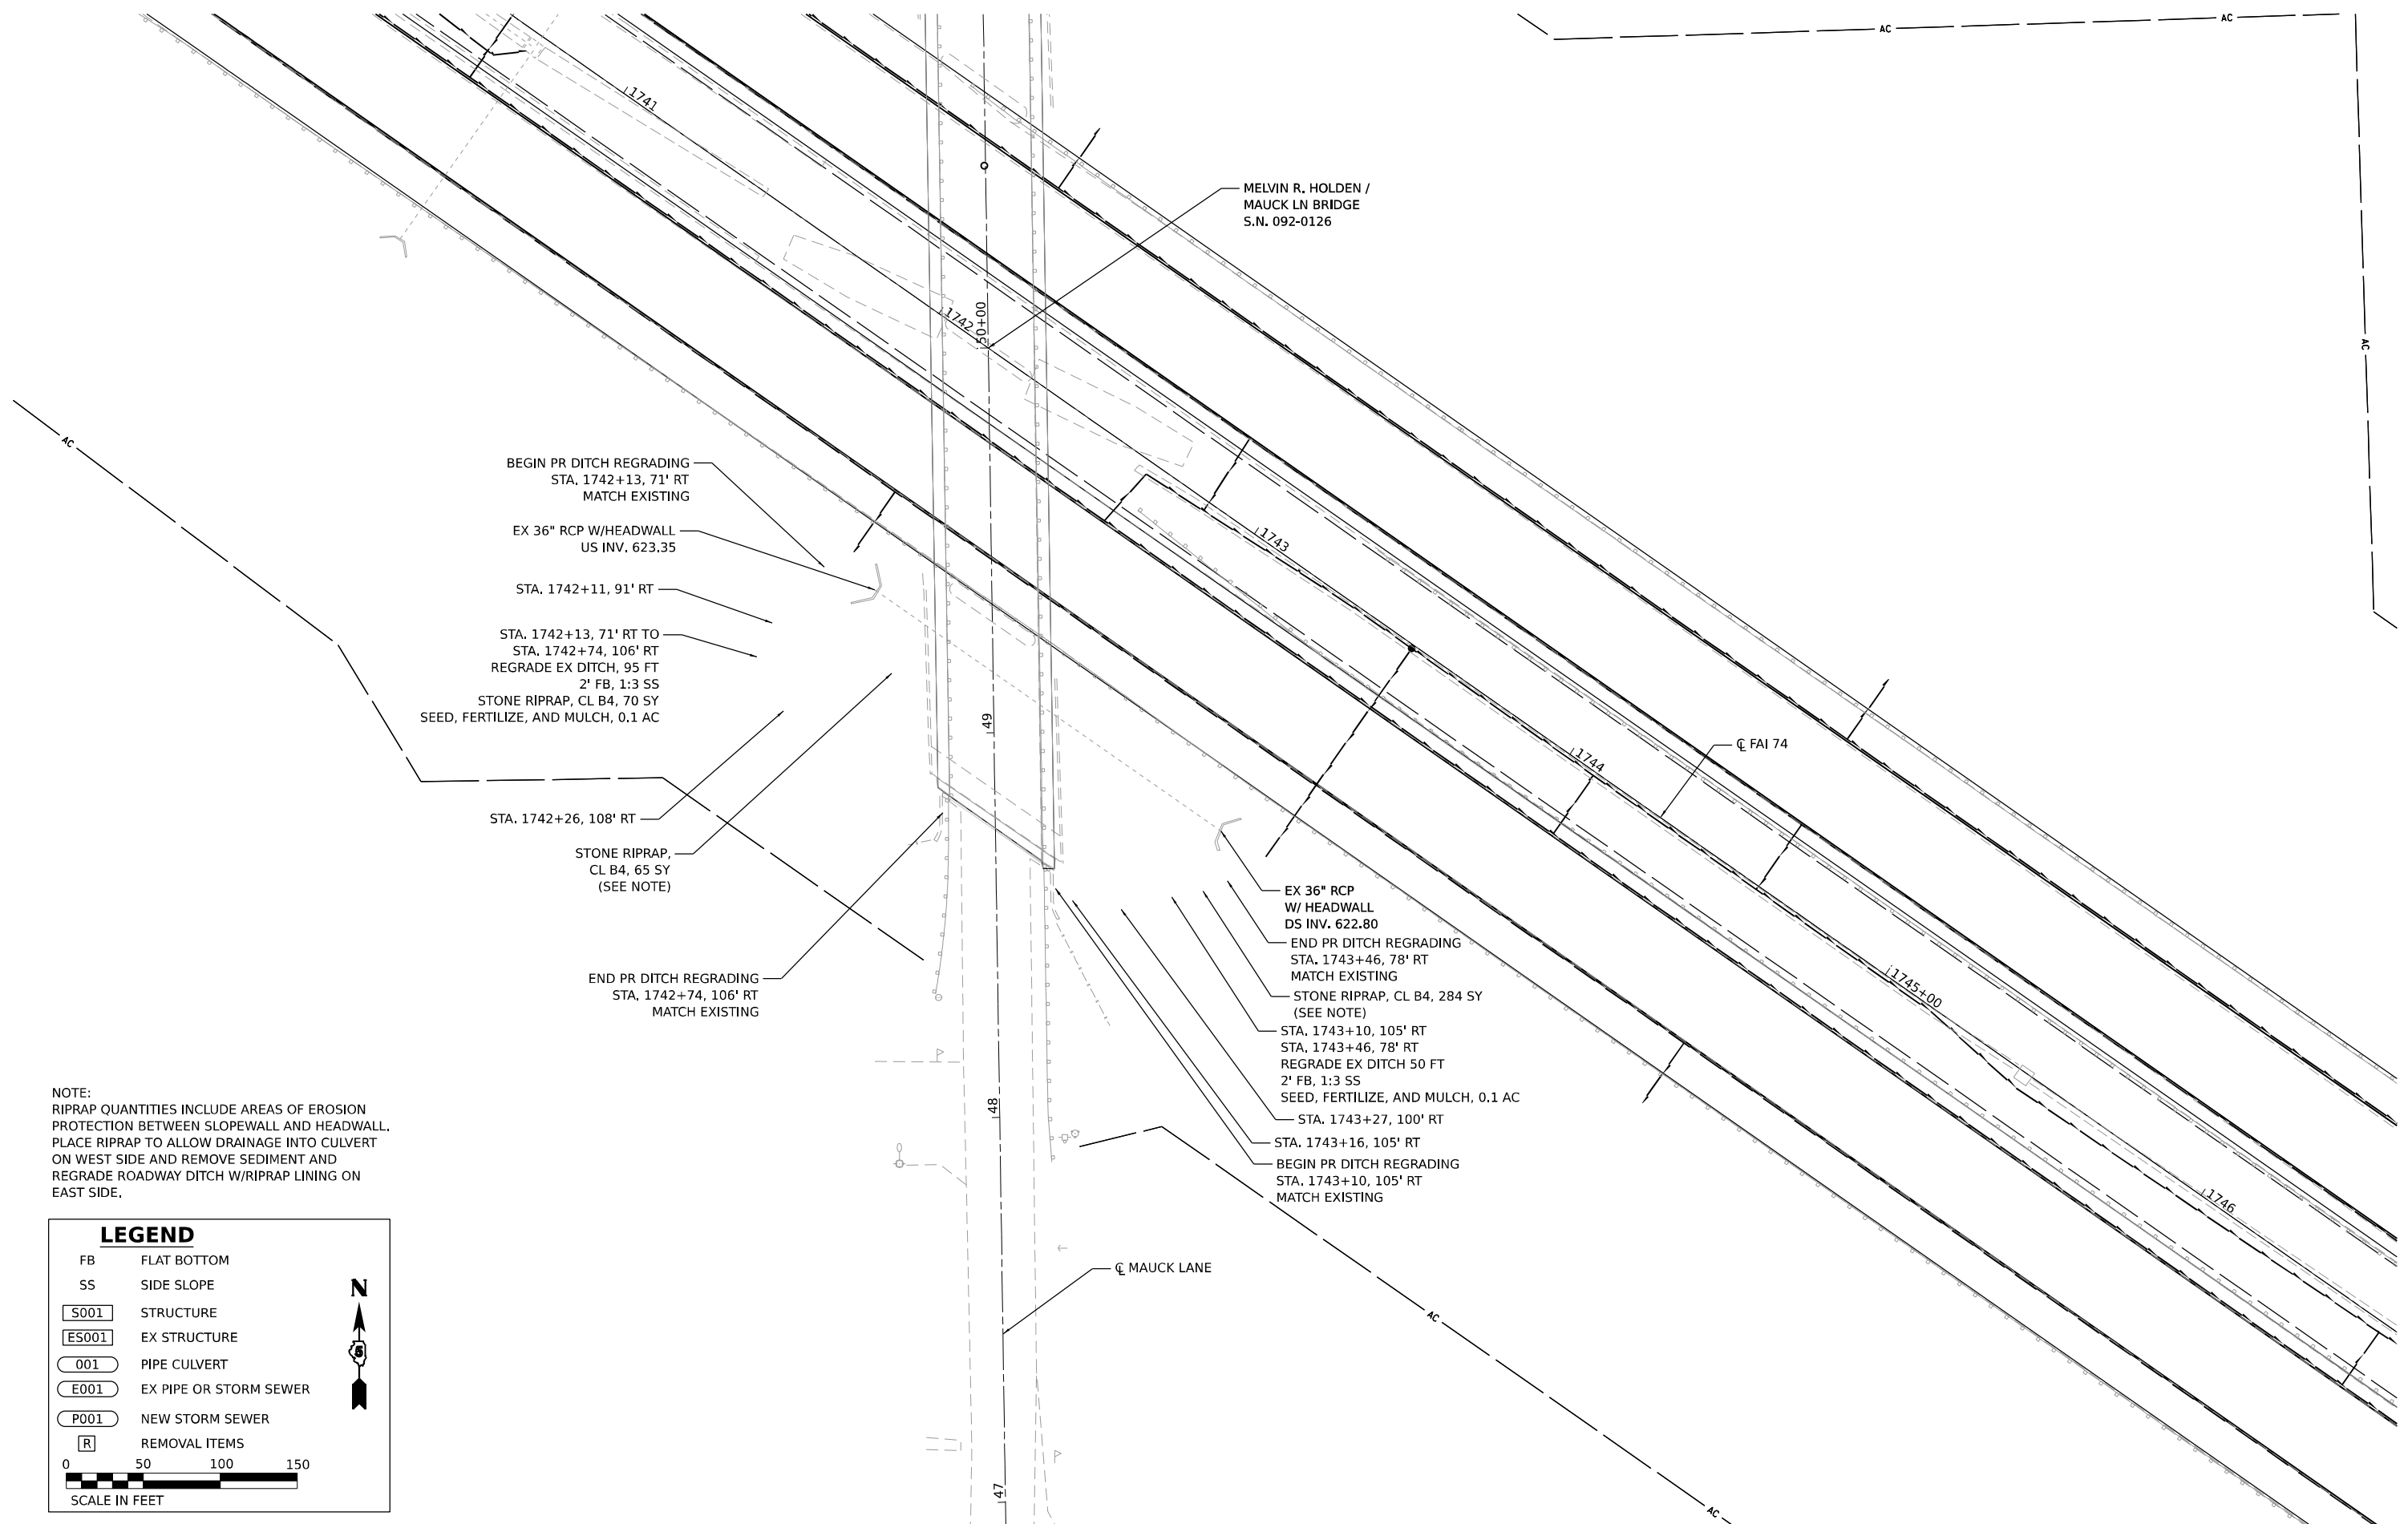 AC
AC
1741
MELVIN R. HOLDEN /
MAUCK LN BRIDGE
S.N. 092-0126
50+00
1742
AC
AC
BEGIN PR DITCH REGRADING
STA. 1742+13, 71' RT
MATCH EXISTING
EX 36" RCP W/HEADWALL
US INV. 623.35
STA. 1742+11, 91' RT
STA. 1742+13, 71' RT TO
STA. 1742+74, 106' RT
REGRADE EX DITCH, 95 FT
2' FB, 1:3 SS
STONE RIPRAP, CL B4, 70 SY
SEED, FERTILIZE, AND MULCH, 0.1 AC
STA. 1742+26, 108' RT
STONE RIPRAP,
CL B4, 65 SY
(SEE NOTE)
END PR DITCH REGRADING
STA. 1742+74, 106' RT
MATCH EXISTING
1743
49
1744
℄ FAI 74
EX 36" RCP
W/ HEADWALL
DS INV. 622.80
END PR DITCH REGRADING
STA. 1743+46, 78' RT
MATCH EXISTING
STONE RIPRAP, CL B4, 284 SY
(SEE NOTE)
STA. 1743+10, 105' RT
STA. 1743+46, 78' RT
REGRADE EX DITCH 50 FT
2' FB, 1:3 SS
SEED, FERTILIZE, AND MULCH, 0.1 AC
STA. 1743+27, 100' RT
STA. 1743+16, 105' RT
BEGIN PR DITCH REGRADING
STA. 1743+10, 105' RT
MATCH EXISTING
1745+00
1746
48
℄ MAUCK LANE
AC
47
AC
NOTE:
RIPRAP QUANTITIES INCLUDE AREAS OF EROSION
PROTECTION BETWEEN SLOPEWALL AND HEADWALL.
PLACE RIPRAP TO ALLOW DRAINAGE INTO CULVERT
ON WEST SIDE AND REMOVE SEDIMENT AND
REGRADE ROADWAY DITCH W/RIPRAP LINING ON
EAST SIDE.
LEGEND
FB FLAT BOTTOM
SS SIDE SLOPE
S001 STRUCTURE
ES001 EX STRUCTURE
001 PIPE CULVERT
E001 EX PIPE OR STORM SEWER
P001 NEW STORM SEWER
R REMOVAL ITEMS
N
5
0 50 100 150
SCALE IN FEET